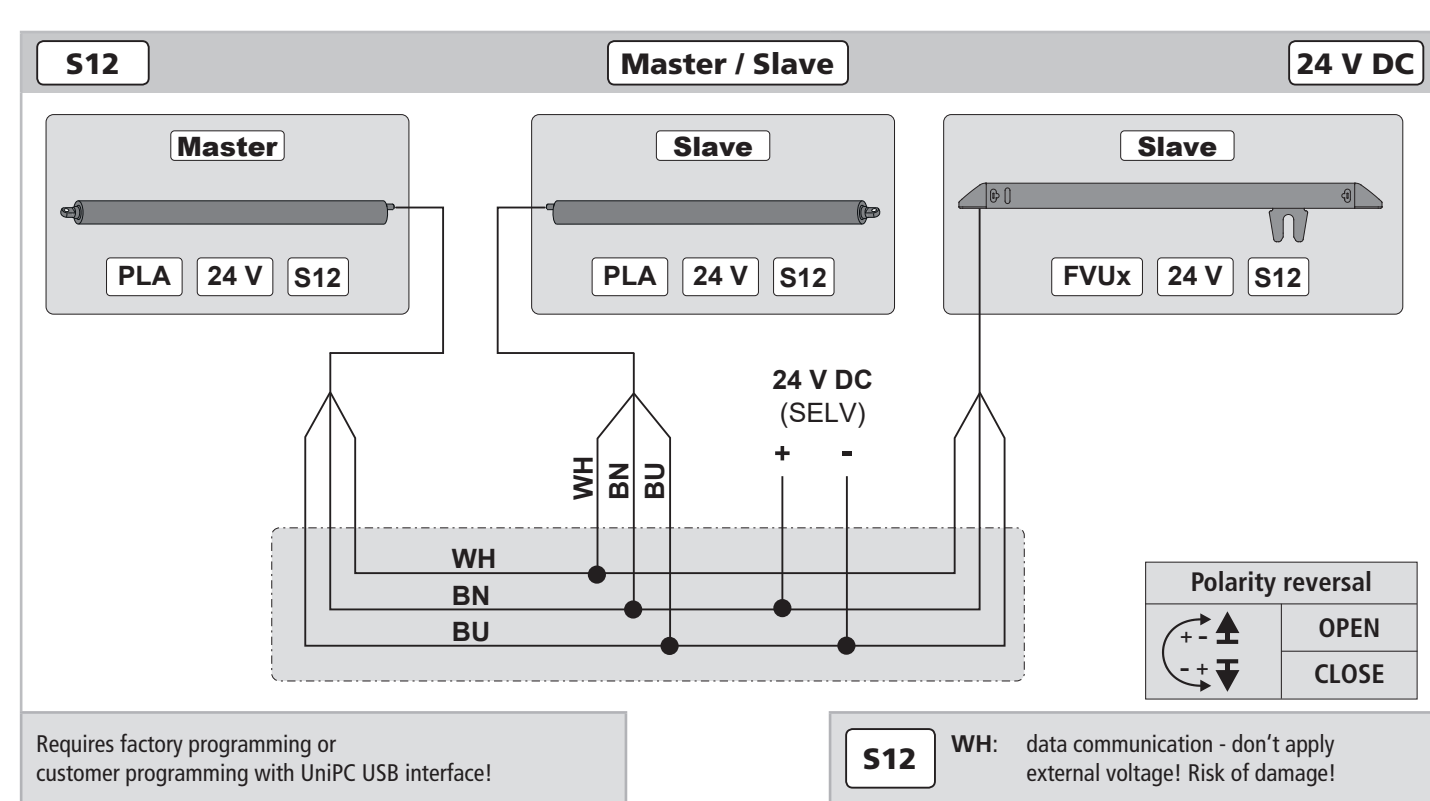 S12 Master / Slave 24 V DC
Master Slave Slave
PLA 24 V S12 PLA 24 V S12 FVUx 24 V S12
24 V DC
(SELV)
+ -
WH BN BU
WH
BN
BU
Polarity reversal
+ - OPEN
- + CLOSE
Requires factory programming or
customer programming with UniPC USB interface!
S12 WH: data communication - don't apply
external voltage! Risk of damage!